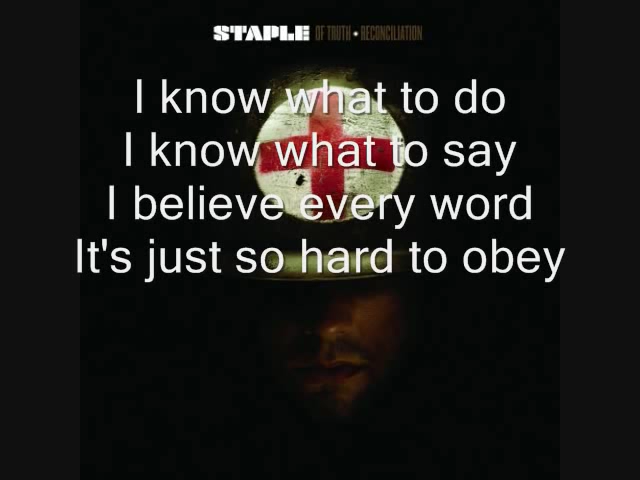 STAPLE OF TRUTH • RECONCILIATION
I know what to do
I know what to say
I believe every word
It's just so hard to obey